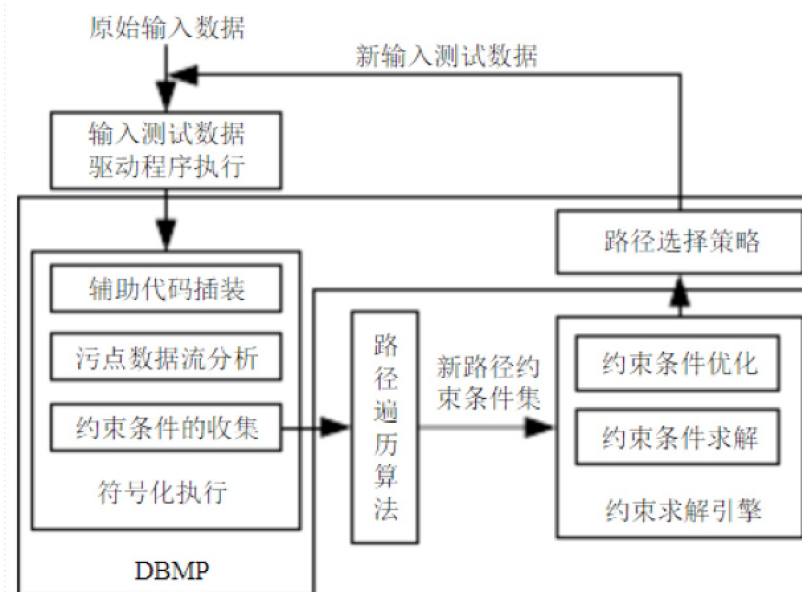 原始输入数据
新输入测试数据
输入测试数据
驱动程序执行
路径选择策略
辅助代码插装
污点数据流分析
约束条件的收集
符号化执行
DBMP
路径遍历算法
新路径约
束条件集
约束条件优化
约束条件求解
约束求解引擎